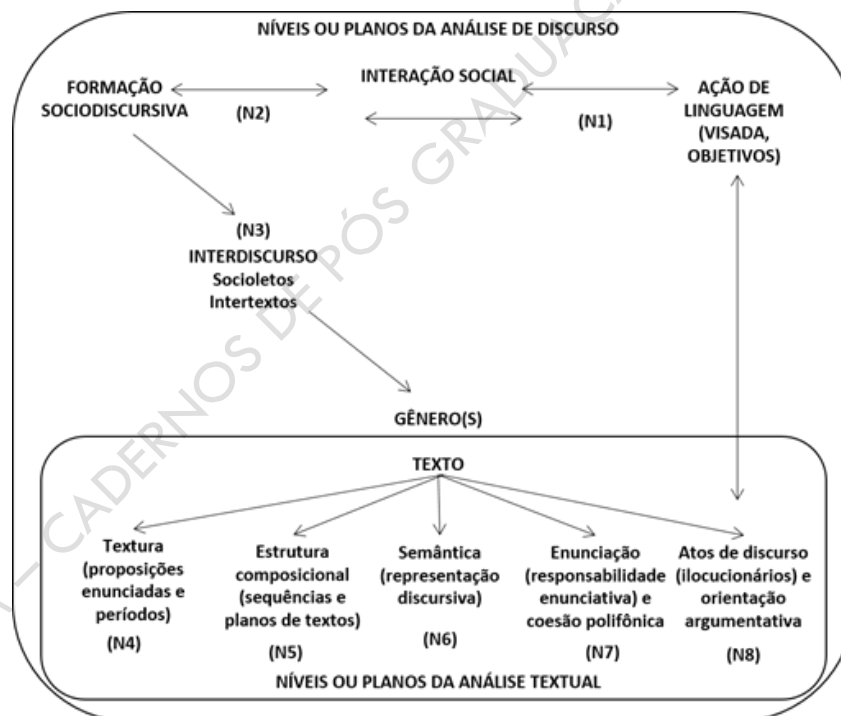 NÍVEIS OU PLANOS DA ANÁLISE DE DISCURSO
INTERAÇÃO SOCIAL
FORMAÇÃO
SOCIODISCURSIVA
(N2)
(N1)
AÇÃO DE
LINGUAGEM
(VISADA,
OBJETIVOS)
(N3)
INTERDISCURSO
Socioletos
Intertextos
GÊNERO(S)
TEXTO
Textura
(proposições
enunciadas e
períodos)
(N4)
Estrutura
composicional
(sequências e
planos de textos)
(N5)
Semântica
(representação
discursiva)
(N6)
Enunciação
(responsabilidade
enunciativa) e
coesão polifônica
(N7)
Atos de discurso
(ilocucionários) e
orientação
argumentativa
(N8)
NÍVEIS OU PLANOS DA ANÁLISE TEXTUAL
– CADERNOS DE PÓS